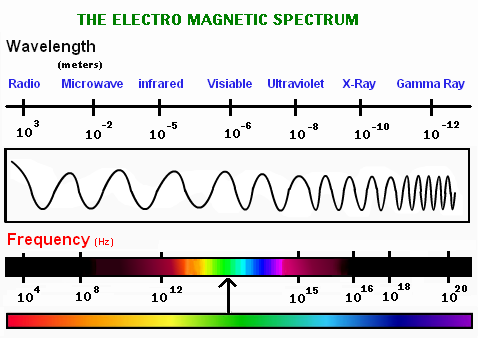 THE ELECTRO MAGNETIC SPECTRUM
Wavelength
(meters)
Radio Microwave infrared Visiable Ultraviolet X-Ray Gamma Ray
10³ 10⁻² 10⁻⁵ 10⁻⁶ 10⁻⁸ 10⁻¹⁰ 10⁻¹²
Frequency (Hz)
10⁴ 10⁸ 10¹² 10¹⁵ 10¹⁶ 10¹⁸ 10²⁰